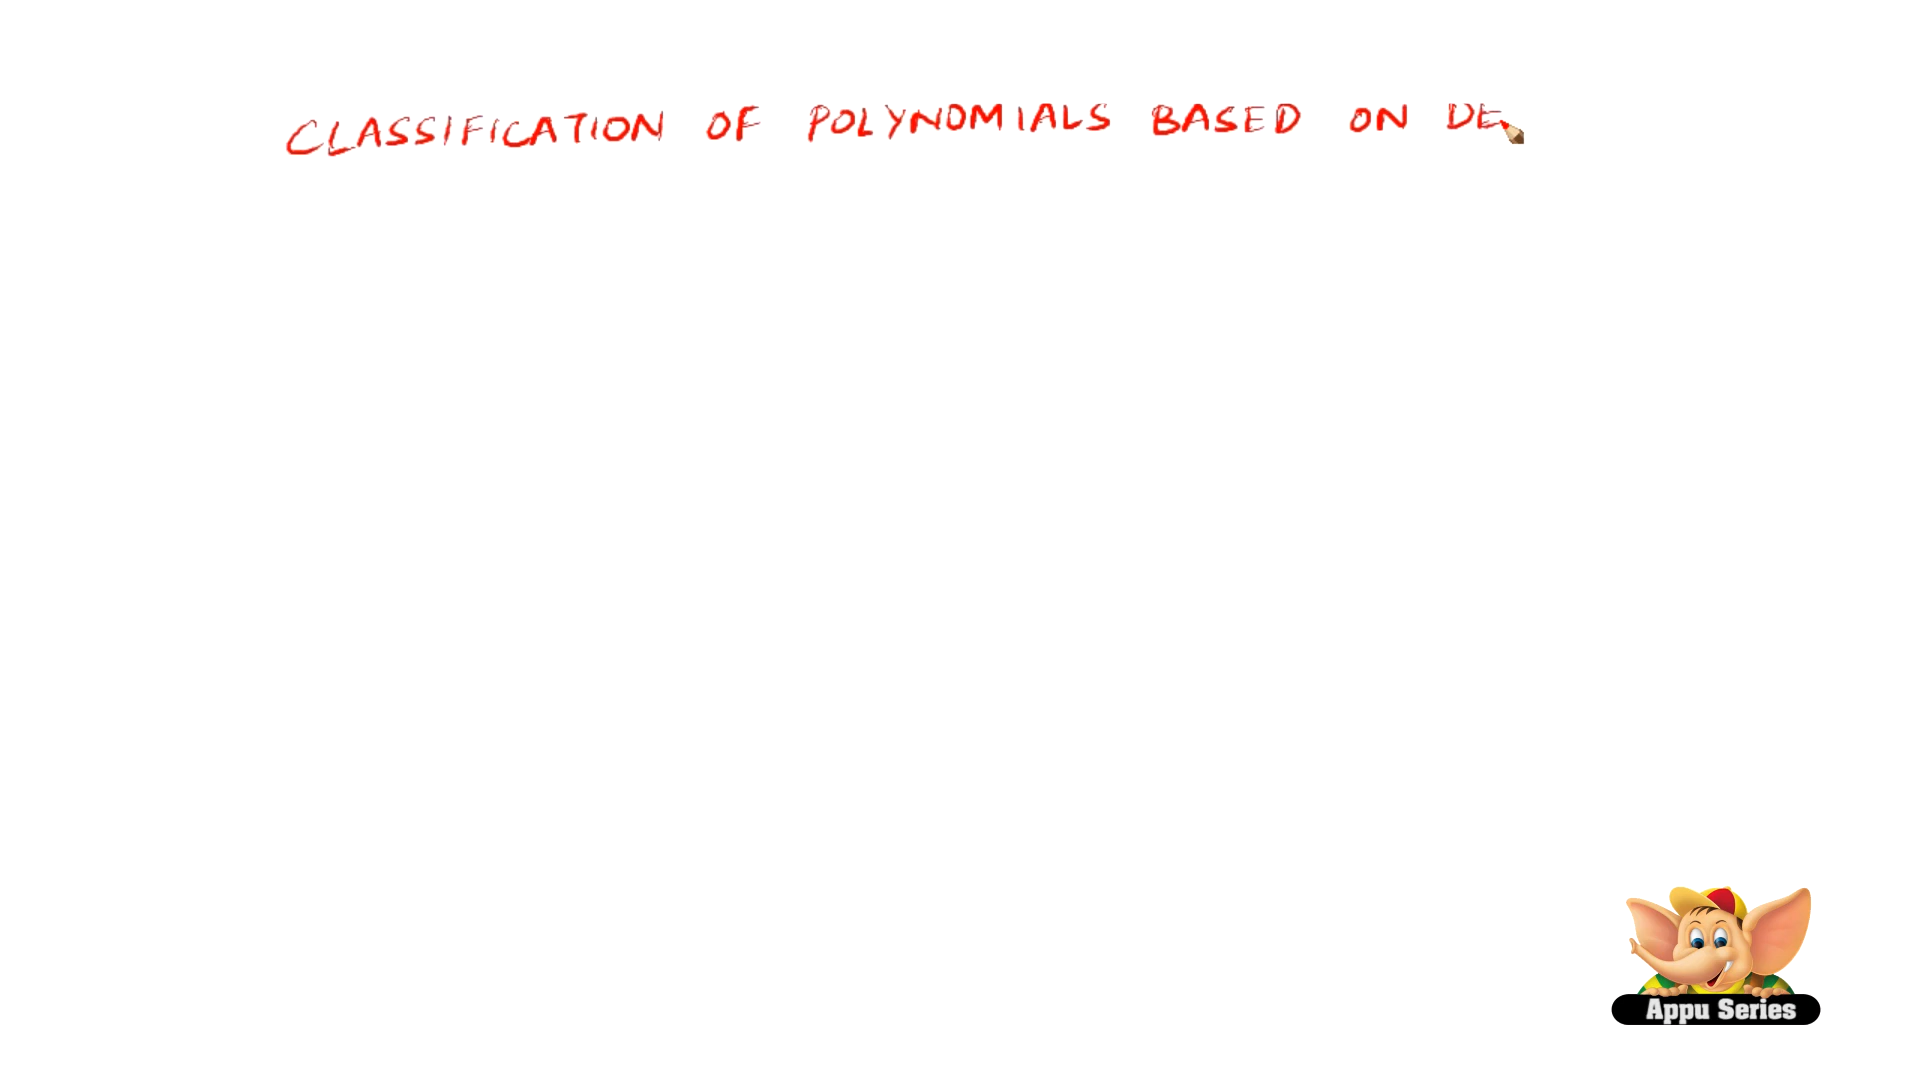 CLASSIFICATION OF POLYNOMIALS BASED ON DE
Appu Series